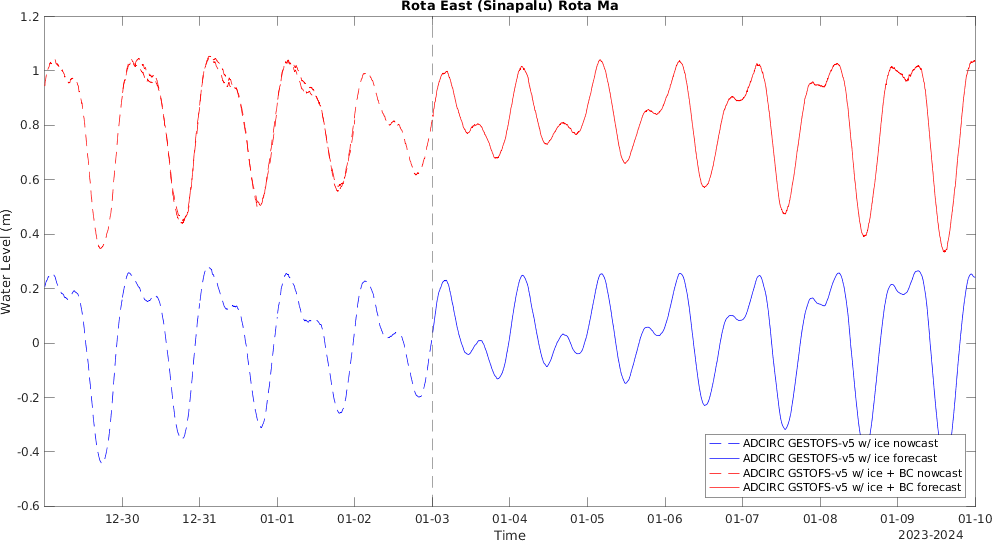 Rota East (Sinapalu) Rota Ma
1.2
1
0.8
0.6
0.4
0.2
0
-0.2
-0.4
-0.6
Water Level (m)
ADCIRC GESTOFS-v5 w/ ice nowcast
ADCIRC GESTOFS-v5 w/ ice forecast
ADCIRC GSTOFS-v5 w/ ice + BC nowcast
ADCIRC GSTOFS-v5 w/ ice + BC forecast
12-30 12-31 01-01 01-02 01-03 01-04 01-05 01-06 01-07 01-08 01-09 01-10
Time
2023-2024